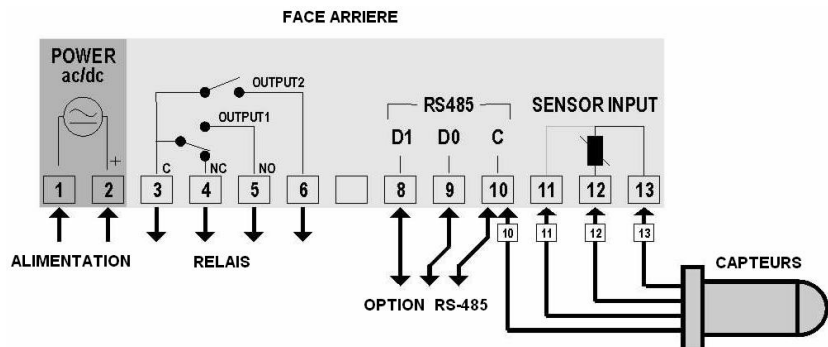 FACE ARRIERE
POWER
ac/dc
+
OUTPUT2
OUTPUT1
C
NC
NO
RS485
D1 D0 C
SENSOR INPUT
1 2 3 4 5 6 8 9 10 11 12 13
10 11 12 13
ALIMENTATION
RELAIS
OPTION RS-485
CAPTEURS